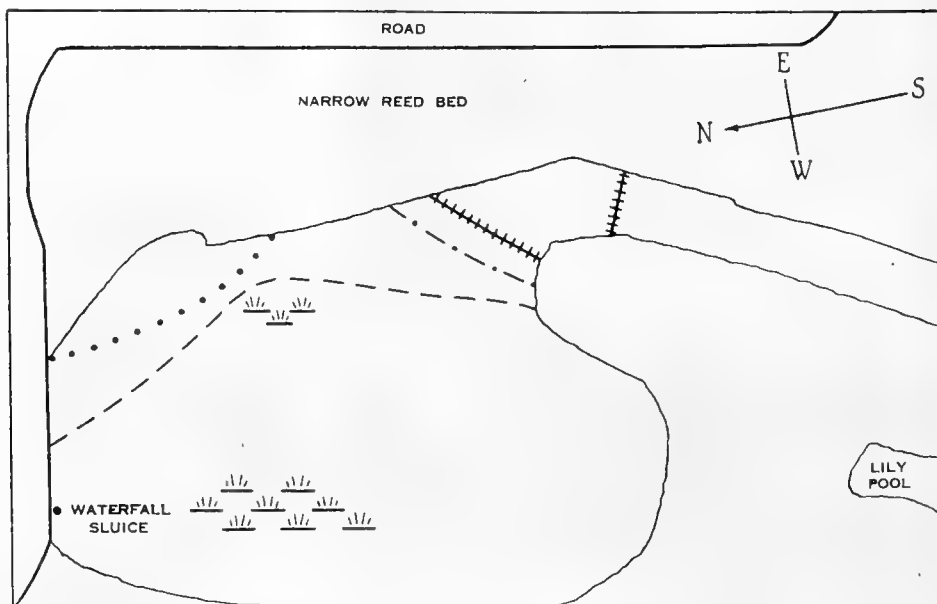 ROAD
E
S
NARROW REED BED
N
W
WATERFALL
SLUICE
LILY
POOL